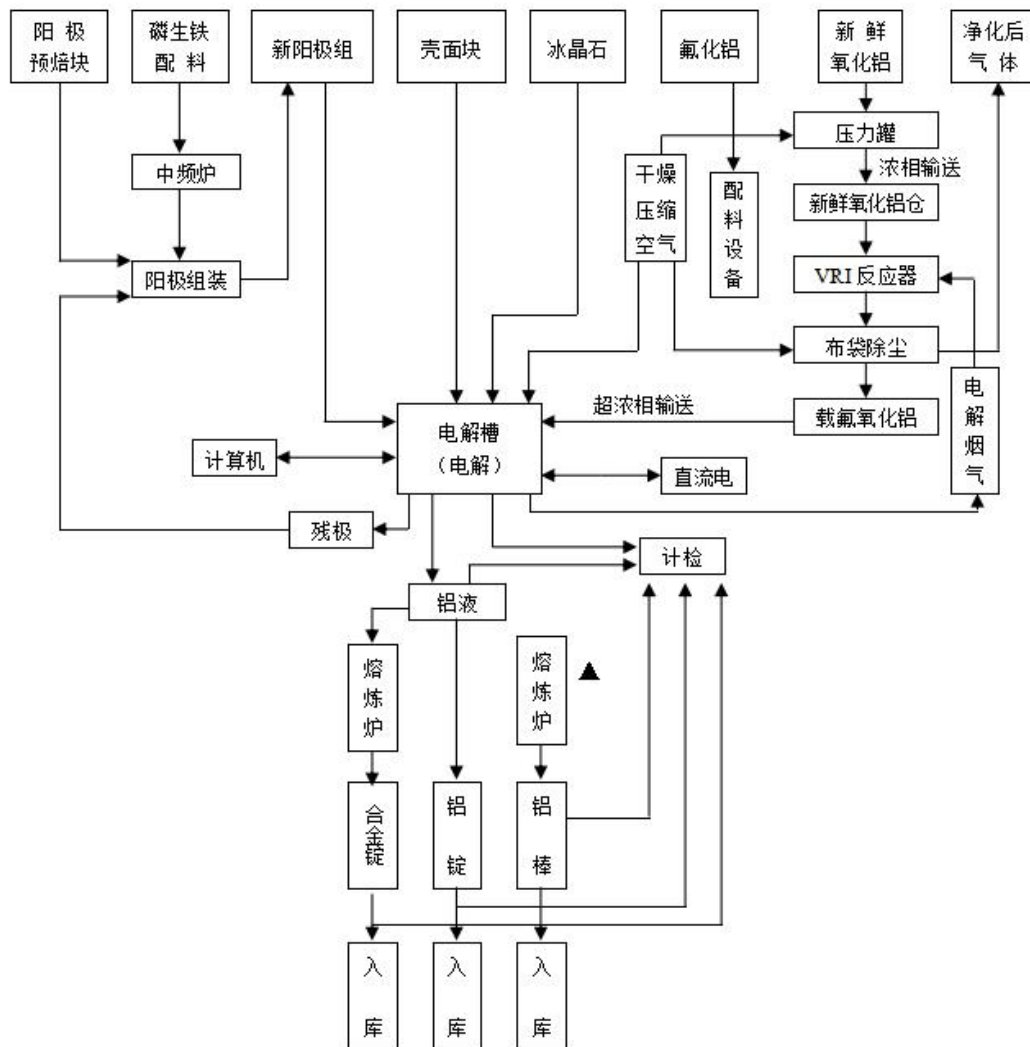 阳 极
预焙块
磷生铁
配 料
新阳极组
壳面块
冰晶石
氟化铝
新 鲜
氧化铝
净化后
气 体
压力罐
浓相输送
中频炉
干燥
压缩
空气
配
料
设
备
新鲜氧化铝仓
阳极组装
VRI 反应器
布袋除尘
超浓相输送
载氟氧化铝
电
解
烟
气
电解槽
（电解）
计算机
直流电
残极
计检
铝液
熔
炼
炉
熔
炼
炉
▲
合
金
锭
铝
锭
铝
棒
入
库
入
库
入
库